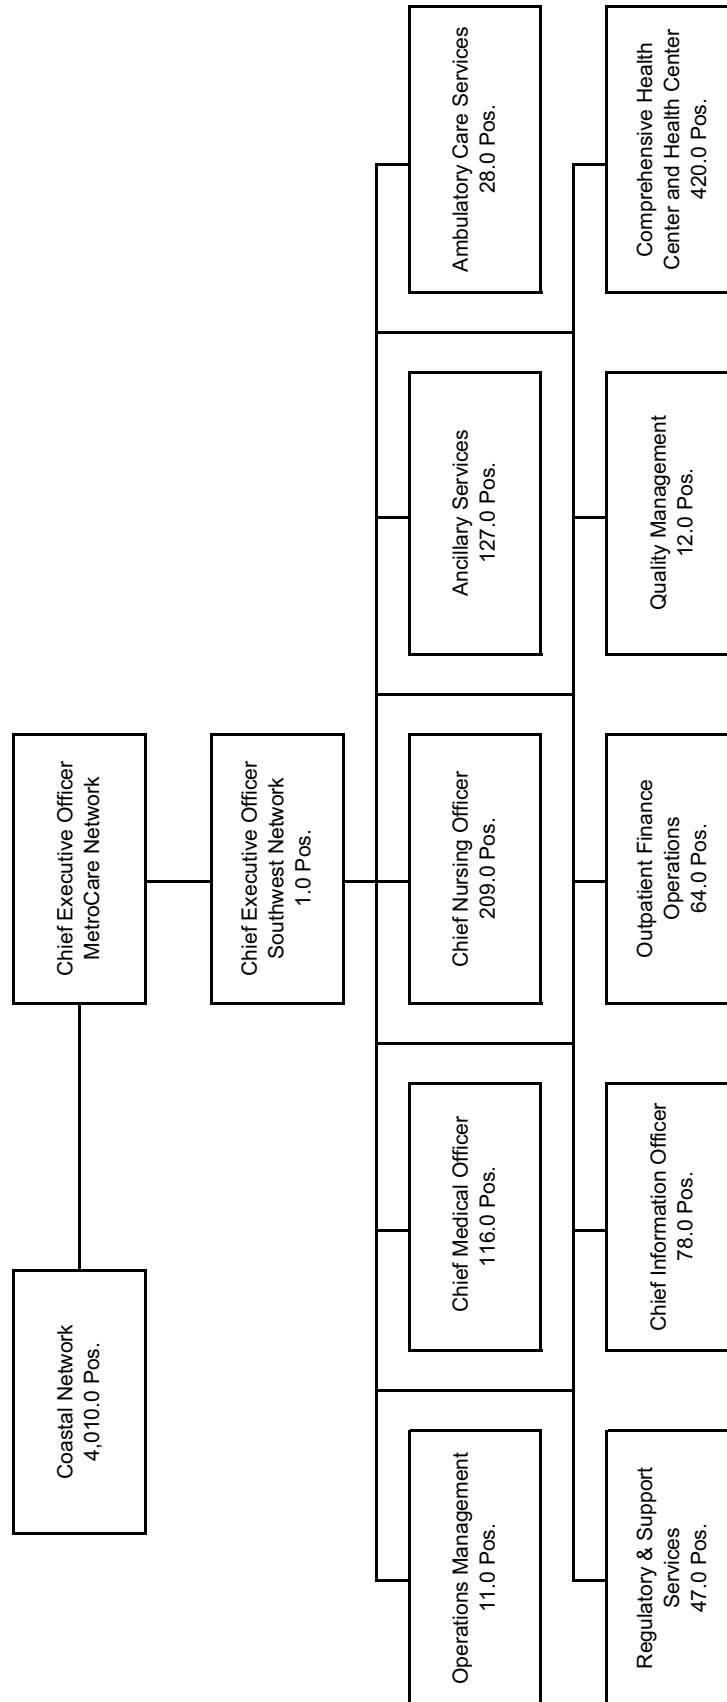 Coastal Network
4,010.0 Pos.
Chief Executive Officer
MetroCare Network
Chief Executive Officer
Southwest Network
1.0 Pos.
Operations Management
11.0 Pos.
Chief Medical Officer
116.0 Pos.
Chief Nursing Officer
209.0 Pos.
Ancillary Services
127.0 Pos.
Ambulatory Care Services
28.0 Pos.
Regulatory & Support
Services
47.0 Pos.
Chief Information Officer
78.0 Pos.
Outpatient Finance
Operations
64.0 Pos.
Quality Management
12.0 Pos.
Comprehensive Health
Center and Health Center
420.0 Pos.